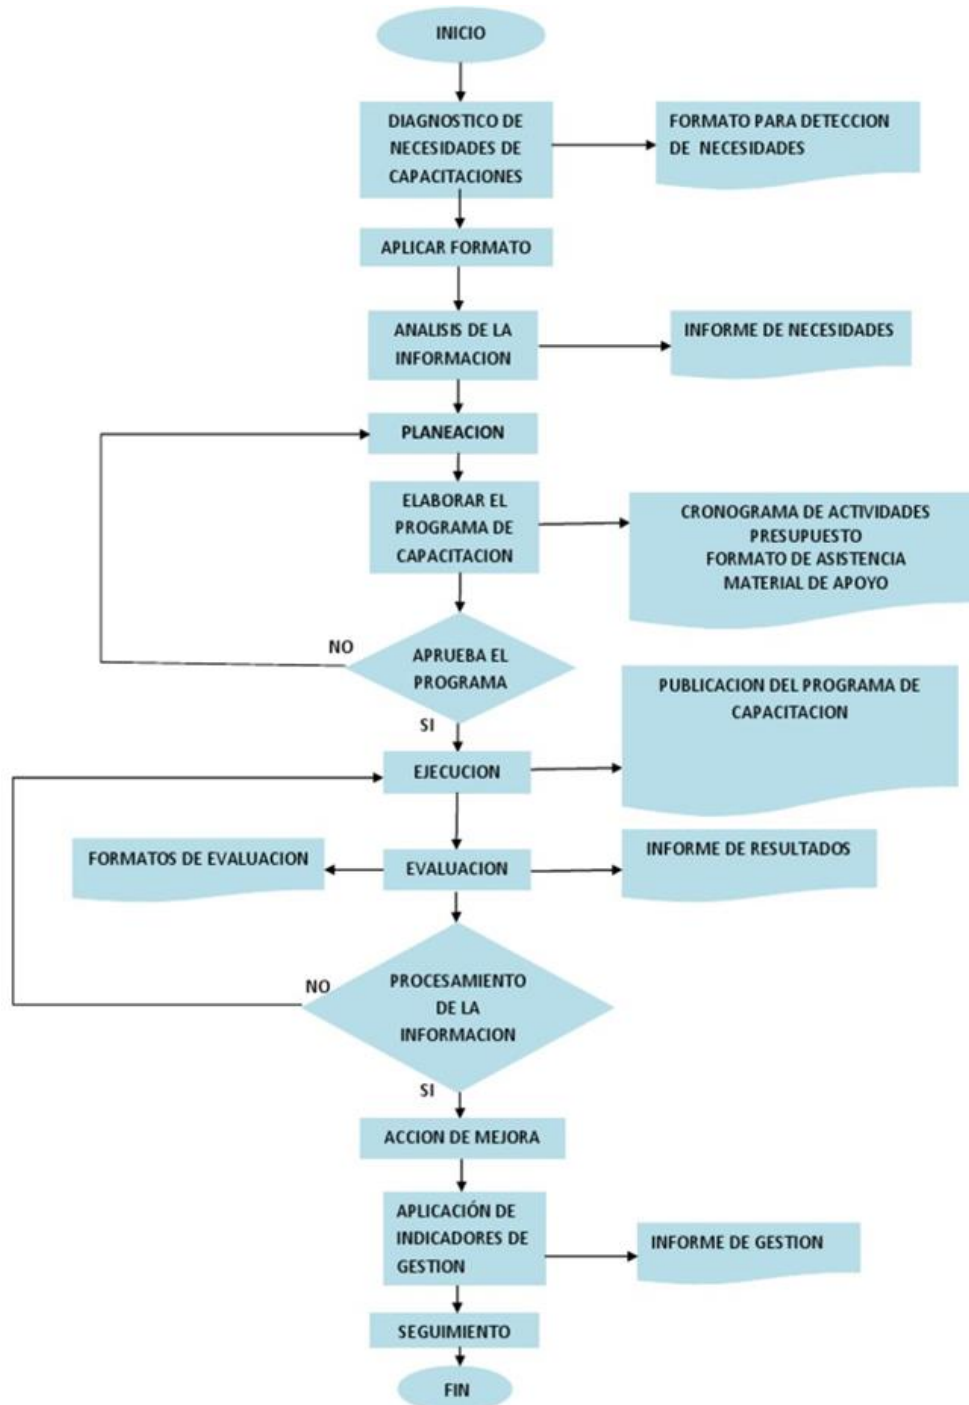 INICIO
DIAGNOSTICO DE
NECESIDADES DE
CAPACITACIONES
FORMATO PARA DETECCION
DE NECESIDADES
APLICAR FORMATO
ANALISIS DE LA
INFORMACION
INFORME DE NECESIDADES
PLANEACION
ELABORAR EL
PROGRAMA DE
CAPACITACION
CRONOGRAMA DE ACTIVIDADES
PRESUPUESTO
FORMATO DE ASISTENCIA
MATERIAL DE APOYO
NO
APRUEBA EL
PROGRAMA
SI
PUBLICACION DEL PROGRAMA DE
CAPACITACION
EJECUCION
FORMATOS DE EVALUACION
EVALUACION
INFORME DE RESULTADOS
NO
PROCESAMIENTO
DE LA
INFORMACION
SI
ACCION DE MEJORA
APLICACIÓN DE
INDICADORES DE
GESTION
INFORME DE GESTION
SEGUIMIENTO
FIN